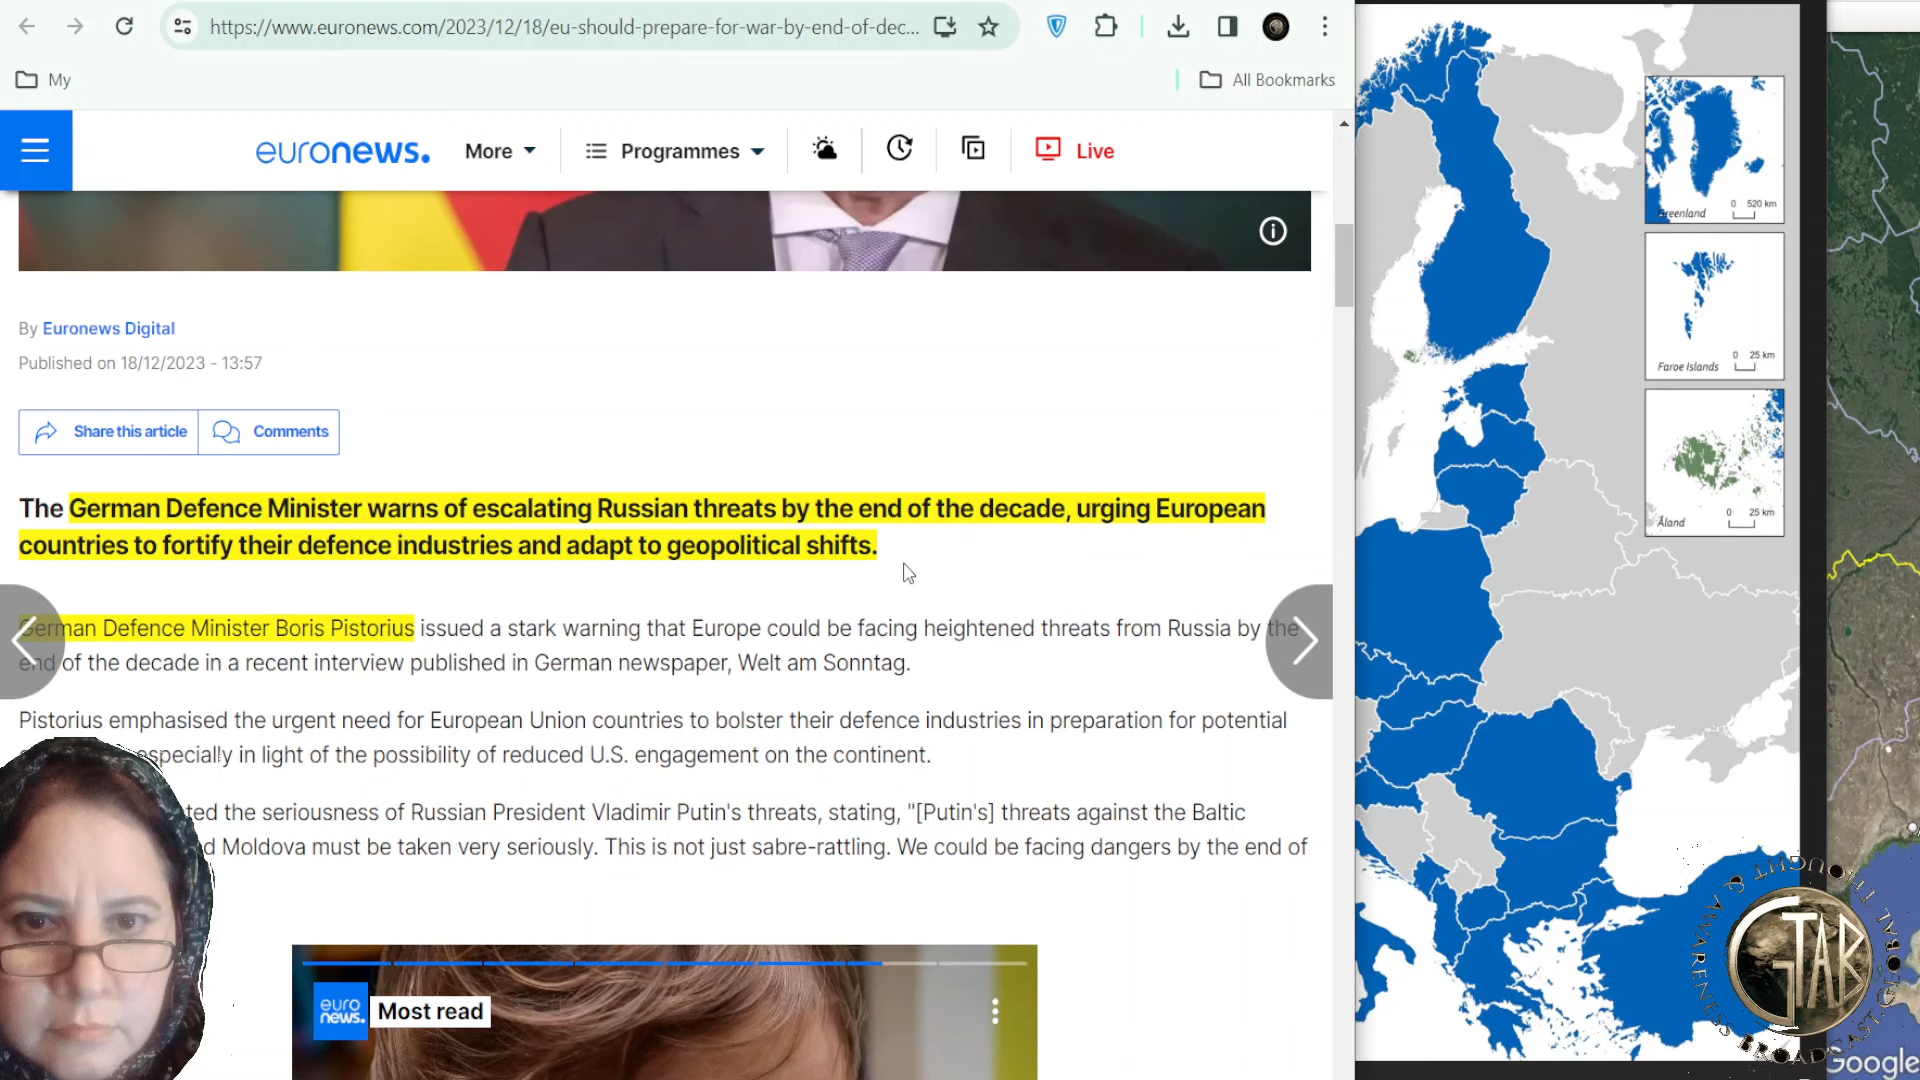 https://www.euronews.com/2023/12/18/eu-should-prepare-for-war-by-end-of-dec...
My
All Bookmarks
euronews.
More
Programmes
Live
By Euronews Digital
Published on 18/12/2023 - 13:57
Share this article
Comments
The German Defence Minister warns of escalating Russian threats by the end of the decade, urging European
countries to fortify their defence industries and adapt to geopolitical shifts.
German Defence Minister Boris Pistorius issued a stark warning that Europe could be facing heightened threats from Russia by the
end of the decade in a recent interview published in German newspaper, Welt am Sonntag.
Pistorius emphasised the urgent need for European Union countries to bolster their defence industries in preparation for potential
especially in light of the possibility of reduced U.S. engagement on the continent.
ted the seriousness of Russian President Vladimir Putin's threats, stating, "[Putin's] threats against the Baltic
d Moldova must be taken very seriously. This is not just sabre-rattling. We could be facing dangers by the end of
euro
news.
Most read
0 520 km
Greenland
0 25 km
Faroe Islands
0 25 km
Åland
GTAB
GLOBAL THOUGHT & AWARENESS BROADCAST.
Google